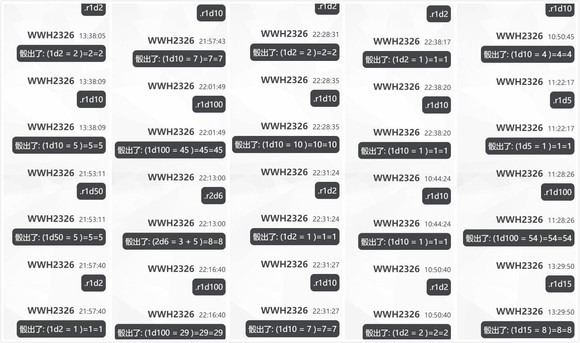 .r1d2
WWH2326 13:38:05
骰出了: (1d2 = 2 )=2=2
WWH2326 13:38:09
.r1d10
WWH2326 13:38:09
骰出了: (1d10 = 5 )=5=5
WWH2326 21:53:11
.r1d50
WWH2326 21:53:11
骰出了: (1d50 = 5 )=5=5
WWH2326 21:57:40
.r1d2
WWH2326 21:57:40
骰出了: (1d2 = 1 )=1=1
.r1d10
WWH2326 21:57:43
骰出了: (1d10 = 7 )=7=7
WWH2326 22:01:49
.r1d100
WWH2326 22:01:49
骰出了: (1d100 = 45 )=45=45
WWH2326 22:13:00
.r2d6
WWH2326 22:13:00
骰出了: (2d6 = 3 + 5 )=8=8
WWH2326 22:16:40
.r1d100
WWH2326 22:16:40
骰出了: (1d100 = 29 )=29=29
.r1d2
WWH2326 22:28:31
骰出了: (1d2 = 2 )=2=2
WWH2326 22:28:35
.r1d10
WWH2326 22:28:35
骰出了: (1d10 = 10 )=10=10
WWH2326 22:31:24
.r1d2
WWH2326 22:31:24
骰出了: (1d2 = 1 )=1=1
WWH2326 22:31:27
.r1d10
WWH2326 22:31:27
骰出了: (1d10 = 7 )=7=7
.r1d2
WWH2326 22:38:17
骰出了: (1d2 = 1 )=1=1
WWH2326 22:38:20
.r1d10
WWH2326 22:38:20
骰出了: (1d10 = 1 )=1=1
WWH2326 10:44:24
.r1d10
WWH2326 10:44:24
骰出了: (1d10 = 1 )=1=1
WWH2326 10:50:40
.r1d2
WWH2326 10:50:40
骰出了: (1d2 = 2 )=2=2
.r1d10
WWH2326 10:50:45
骰出了: (1d10 = 4 )=4=4
WWH2326 11:22:17
.r1d5
WWH2326 11:22:17
骰出了: (1d5 = 1 )=1=1
WWH2326 11:28:26
.r1d100
WWH2326 11:28:26
骰出了: (1d100 = 54 )=54=54
WWH2326 13:29:50
.r1d15
WWH2326 13:29:50
骰出了: (1d15 = 8 )=8=8